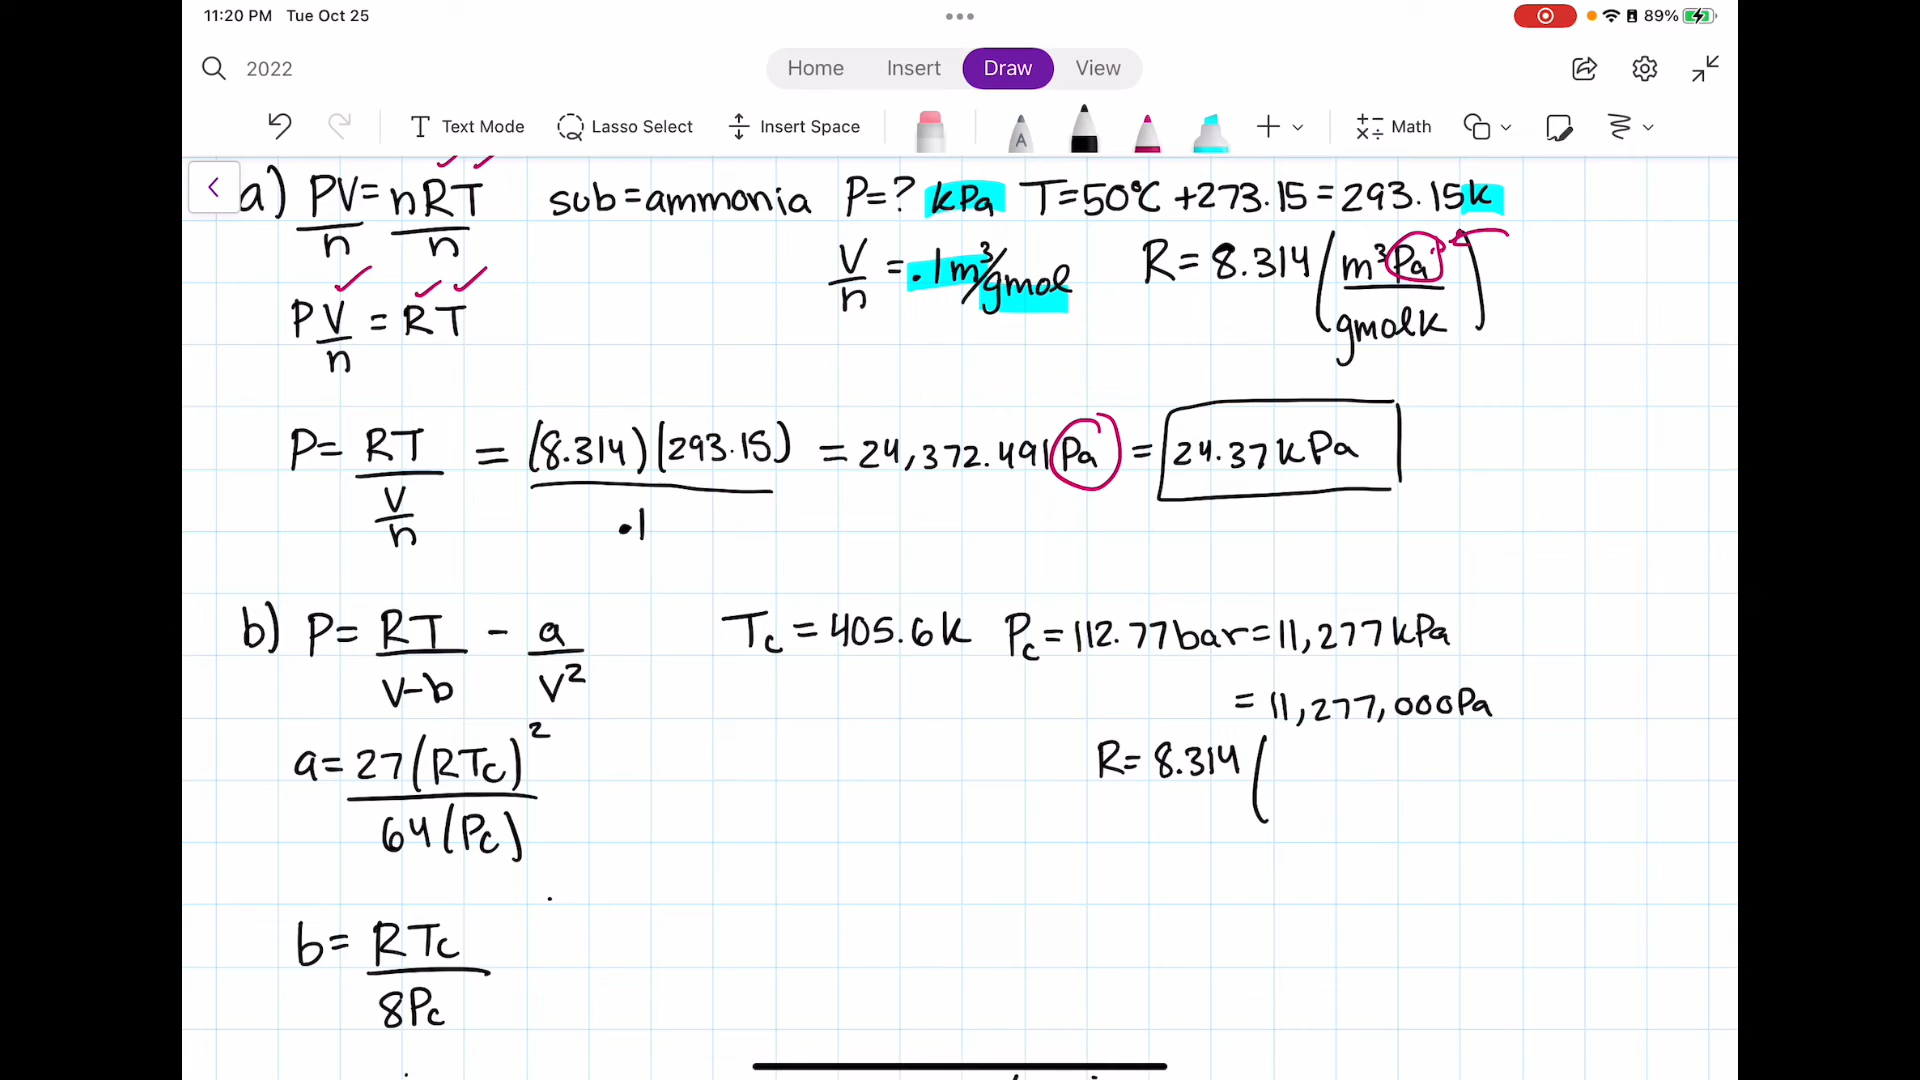 11:20 PM Tue Oct 25
89%
2022
Home Insert Draw View
Text Mode Lasso Select Insert Space A Math
a) PV = nRT sub = ammonia P = ? kPa T = 50°C + 273.15 = 293.15 k
n n
V/n = .1 m³/gmol R = 8.314 (m³Pa / gmolk)
P V/n = RT
P = RT / (V/n) = (8.314)(293.15) / .1 = 24,372.491 Pa = 24.37 kPa
b) P = RT / (V-b) - a / V² Tc = 405.6 k Pc = 112.77 bar = 11,277 kPa
= 11,277,000 Pa
a = 27(RTc)² / 64(Pc) R = 8.314 (
b = RTc / 8Pc